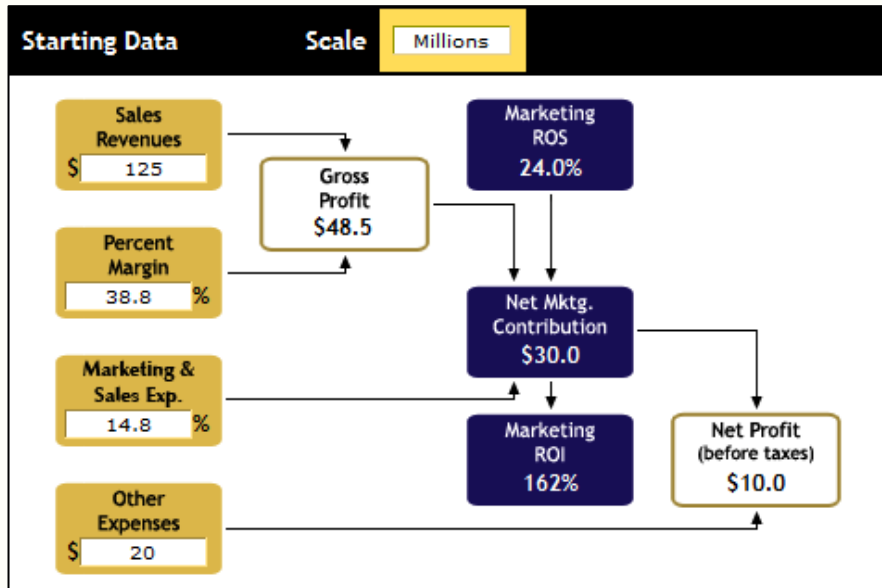 Starting Data
Scale
Millions
Sales
Revenues
$ 125
Percent
Margin
38.8 %
Marketing &
Sales Exp.
14.8 %
Other
Expenses
$ 20
Gross
Profit
$48.5
Marketing
ROS
24.0%
Net Mktg.
Contribution
$30.0
Marketing
ROI
162%
Net Profit
(before taxes)
$10.0